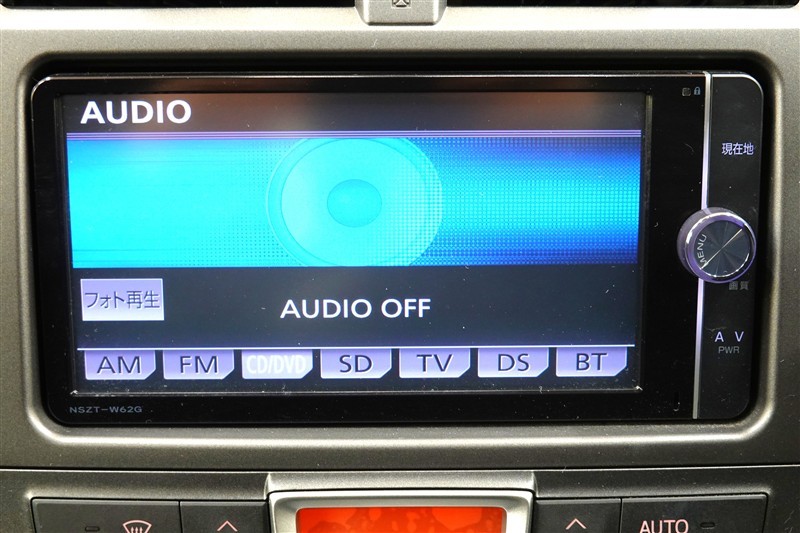 AUDIO
現在地
MENU
画質
フォト再生
AUDIO OFF
A V
PWR
AM FM CD/DVD SD TV DS BT
NSZT-W62G
AUTO